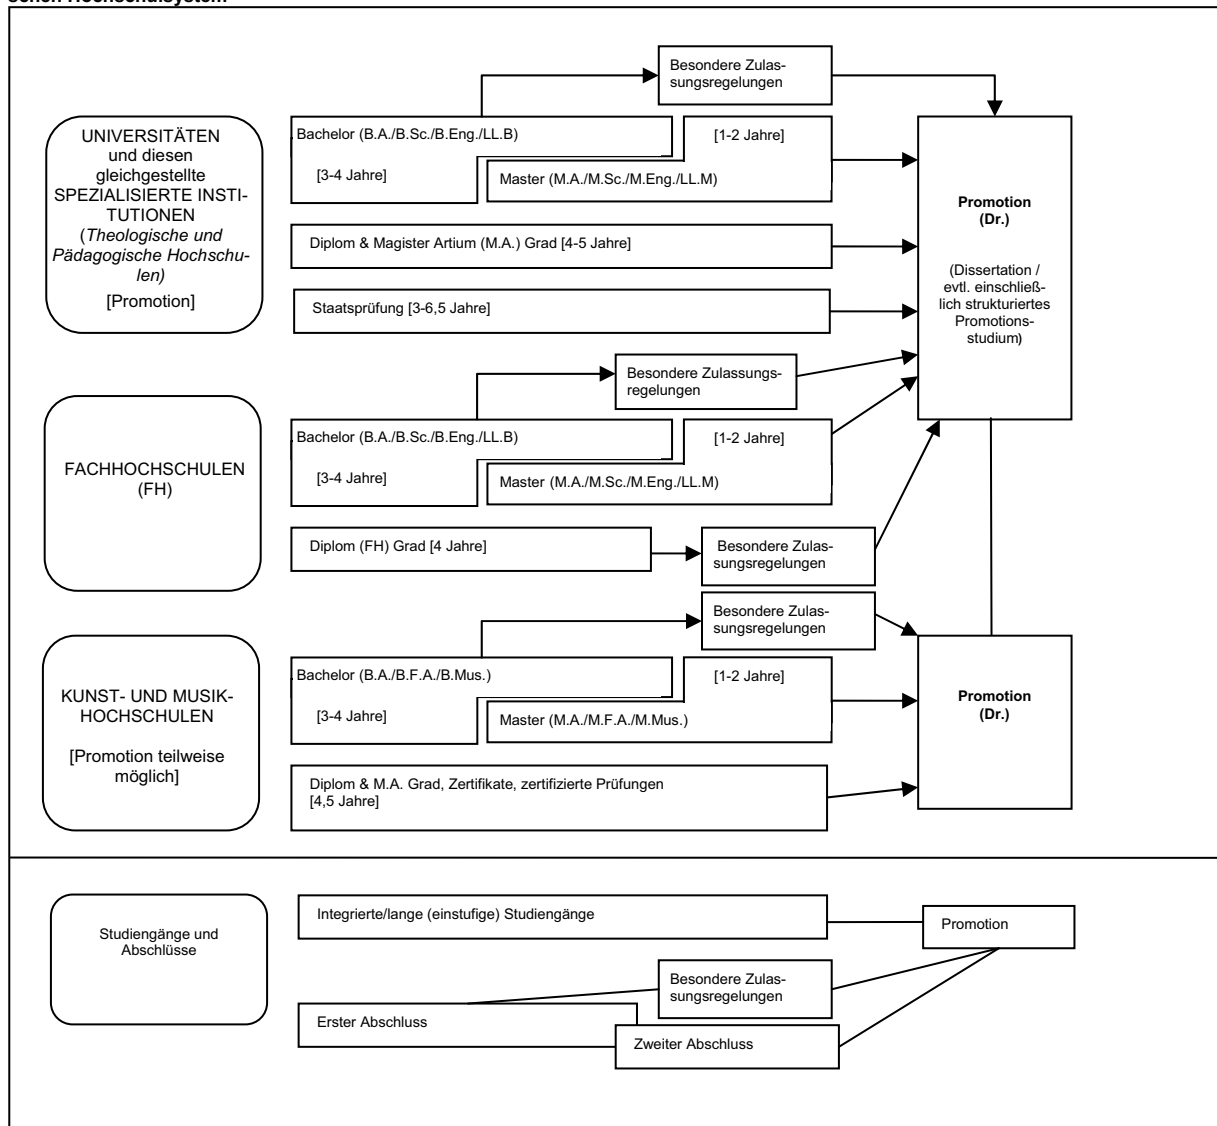 schen Hochschulsystem
Besondere Zulas-
sungsregelungen
UNIVERSITÄTEN
und diesen
gleichgestellte
SPEZIALISIERTE INSTI-
TUTIONEN
(Theologische und
Pädagogische Hochschu-
len)
[Promotion]
Bachelor (B.A./B.Sc./B.Eng./LL.B)
[3-4 Jahre]
[1-2 Jahre]
Master (M.A./M.Sc./M.Eng./LL.M)
Diplom & Magister Artium (M.A.) Grad [4-5 Jahre]
Staatsprüfung [3-6,5 Jahre]
Promotion
(Dr.)
(Dissertation /
evtl. einschließ-
lich strukturiertes
Promotions-
studium)
Besondere Zulassungs-
regelungen
FACHHOCHSCHULEN
(FH)
Bachelor (B.A./B.Sc./B.Eng./LL.B)
[3-4 Jahre]
[1-2 Jahre]
Master (M.A./M.Sc./M.Eng./LL.M)
Diplom (FH) Grad [4 Jahre]
Besondere Zulas-
sungsregelungen
Besondere Zulas-
sungsregelungen
KUNST- UND MUSIK-
HOCHSCHULEN
[Promotion teilweise
möglich]
Bachelor (B.A./B.F.A./B.Mus.)
[3-4 Jahre]
[1-2 Jahre]
Master (M.A./M.F.A./M.Mus.)
Diplom & M.A. Grad, Zertifikate, zertifizierte Prüfungen
[4,5 Jahre]
Promotion
(Dr.)
Studiengänge und
Abschlüsse
Integrierte/lange (einstufige) Studiengänge
Promotion
Besondere Zulas-
sungsregelungen
Erster Abschluss
Zweiter Abschluss